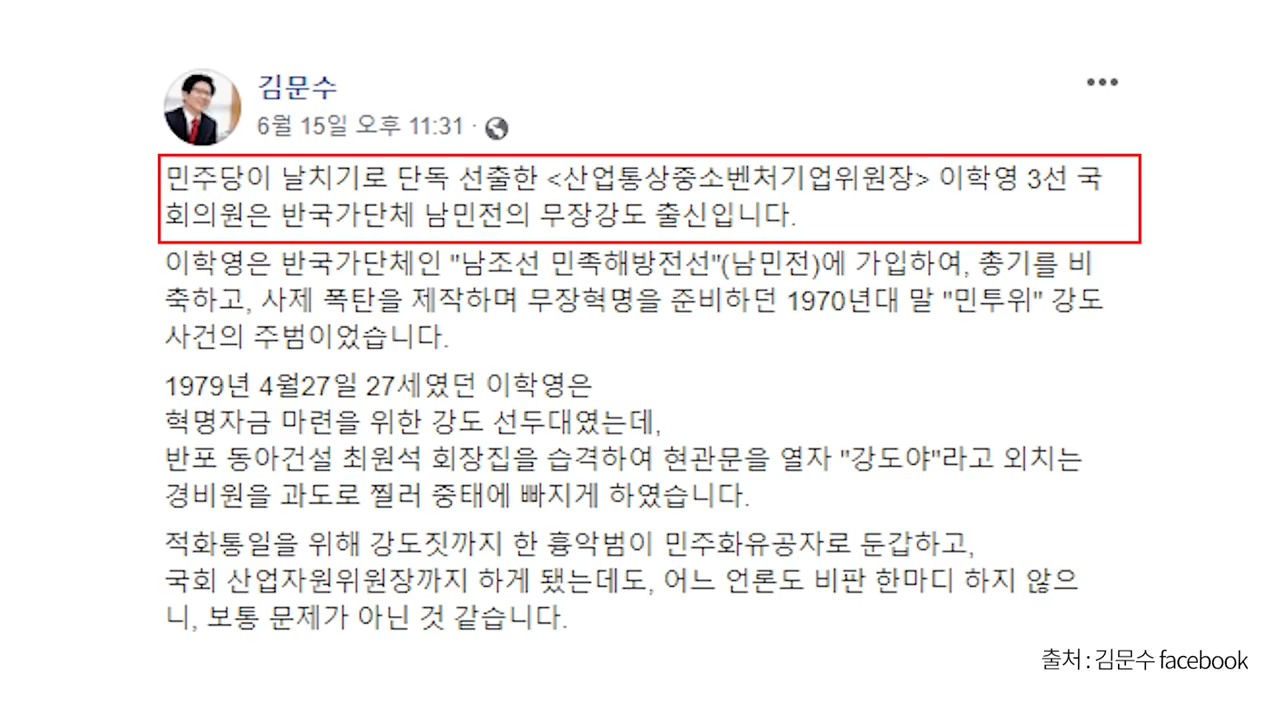 김문수
6월 15일 오후 11:31 ·
민주당이 날치기로 단독 선출한 <산업통상중소벤처기업위원장> 이학영 3선 국
회의원은 반국가단체 남민전의 무장강도 출신입니다.
이학영은 반국가단체인 "남조선 민족해방전선"(남민전)에 가입하여, 총기를 비
축하고, 사제 폭탄을 제작하며 무장혁명을 준비하던 1970년대 말 "민투위" 강도
사건의 주범이었습니다.
1979년 4월27일 27세였던 이학영은
혁명자금 마련을 위한 강도 선두대였는데,
반포 동아건설 최원석 회장집을 습격하여 현관문을 열자 "강도야"라고 외치는
경비원을 과도로 찔러 중태에 빠지게 하였습니다.
적화통일을 위해 강도짓까지 한 흉악범이 민주화유공자로 둔갑하고,
국회 산업자원위원장까지 하게 됐는데도, 어느 언론도 비판 한마디 하지 않으
니, 보통 문제가 아닌 것 같습니다.
출처 : 김문수 facebook